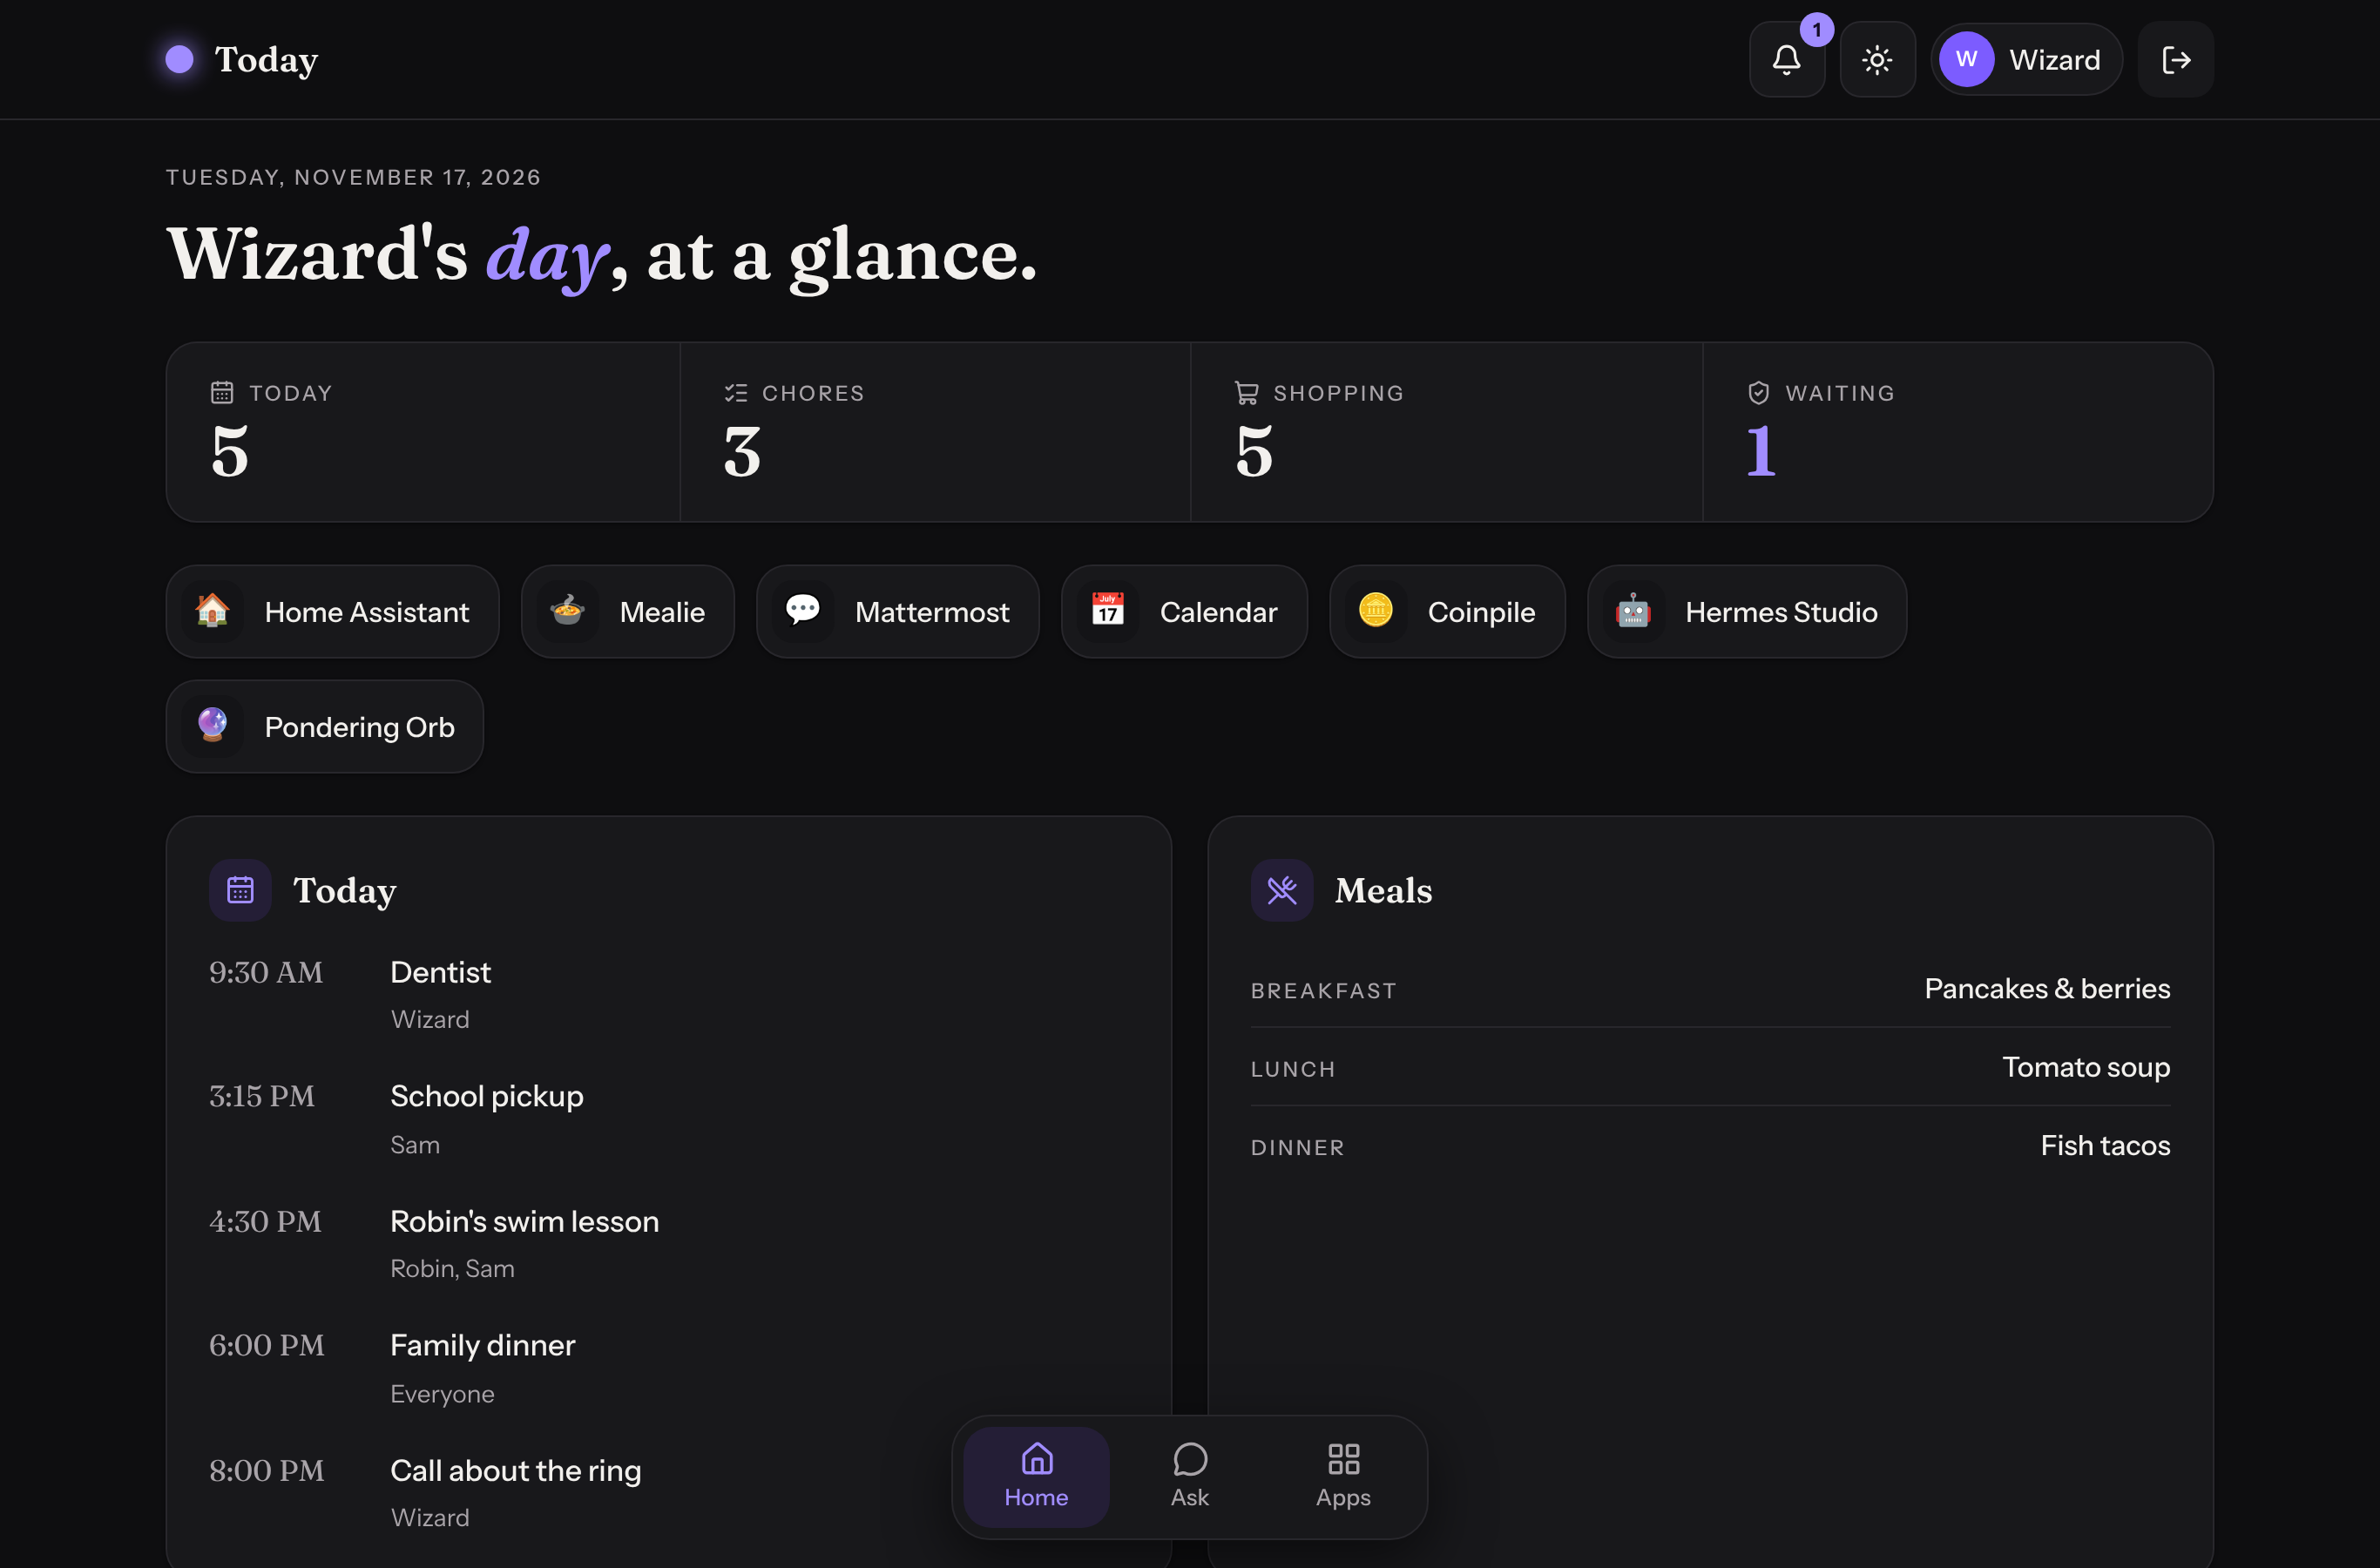 Today
1
W Wizard
TUESDAY, NOVEMBER 17, 2026
Wizard's day, at a glance.
TODAY
5
CHORES
3
SHOPPING
5
WAITING
1
Home Assistant
Mealie
Mattermost
July
17
Calendar
Coinpile
Hermes Studio
Pondering Orb
Today
9:30 AM Dentist
Wizard
3:15 PM School pickup
Sam
4:30 PM Robin's swim lesson
Robin, Sam
6:00 PM Family dinner
Everyone
8:00 PM Call about the ring
Wizard
Meals
BREAKFAST Pancakes & berries
LUNCH Tomato soup
DINNER Fish tacos
Home
Ask
Apps